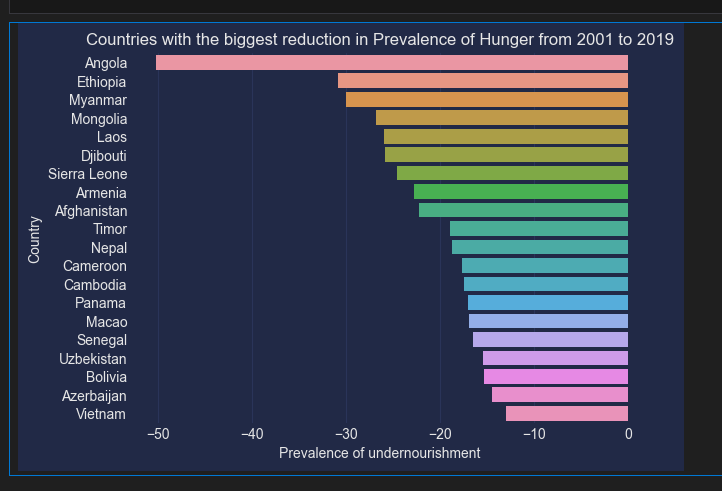 Countries with the biggest reduction in Prevalence of Hunger from 2001 to 2019
Angola
Ethiopia
Myanmar
Mongolia
Laos
Djibouti
Sierra Leone
Armenia
Afghanistan
Timor
Nepal
Cameroon
Cambodia
Panama
Macao
Senegal
Uzbekistan
Bolivia
Azerbaijan
Vietnam
Country
−50 −40 −30 −20 −10 0
Prevalence of undernourishment